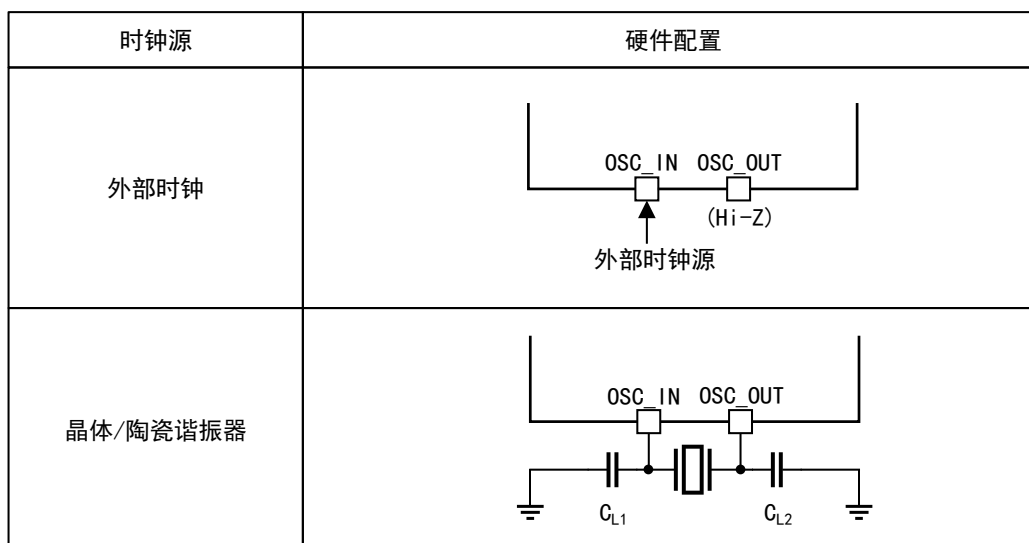 时钟源 硬件配置
外部时钟
OSC_IN OSC_OUT
(Hi-Z)
外部时钟源
晶体/陶瓷谐振器
OSC_IN OSC_OUT
CL1 CL2